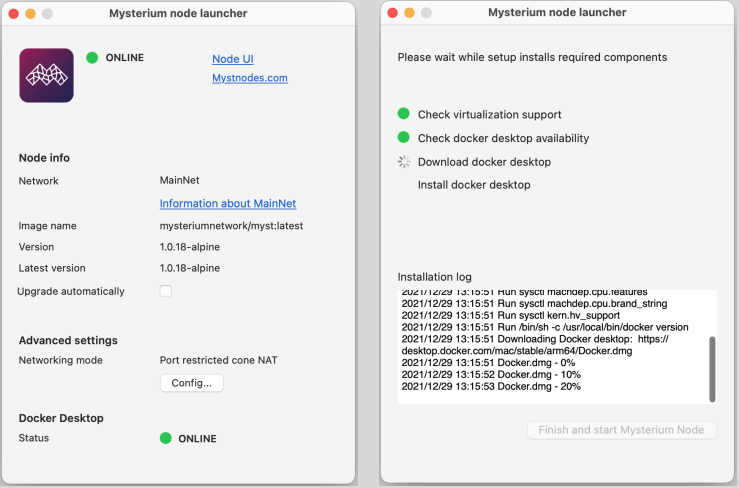 Mysterium node launcher
ONLINE
Node UI
Mystnodes.com
Node info
Network MainNet
Information about MainNet
Image name mysteriumnetwork/myst:latest
Version 1.0.18-alpine
Latest version 1.0.18-alpine
Upgrade automatically
Advanced settings
Networking mode Port restricted cone NAT
Config...
Docker Desktop
Status ONLINE
Mysterium node launcher
Please wait while setup installs required components
Check virtualization support
Check docker desktop availability
Download docker desktop
Install docker desktop
Installation log
2021/12/29 13:15:51 Run sysctl machdep.cpu.features
2021/12/29 13:15:51 Run sysctl machdep.cpu.brand_string
2021/12/29 13:15:51 Run sysctl kern.hv_support
2021/12/29 13:15:51 Run /bin/sh -c /usr/local/bin/docker version
2021/12/29 13:15:51 Downloading Docker desktop: https://
desktop.docker.com/mac/stable/arm64/Docker.dmg
2021/12/29 13:15:51 Docker.dmg - 0%
2021/12/29 13:15:52 Docker.dmg - 10%
2021/12/29 13:15:53 Docker.dmg - 20%
Finish and start Mysterium Node